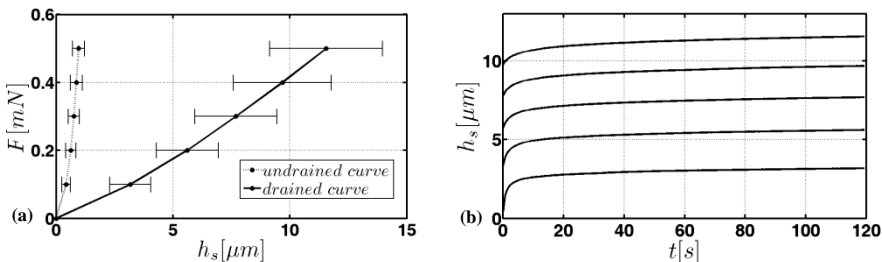 0.6
0.4
0.2
0
F[mN]
0 5 10 15
h_s[μm]
undrained curve
drained curve
(a)
10
5
0
h_s[μm]
0 20 40 60 80 100 120
t[s]
(b)